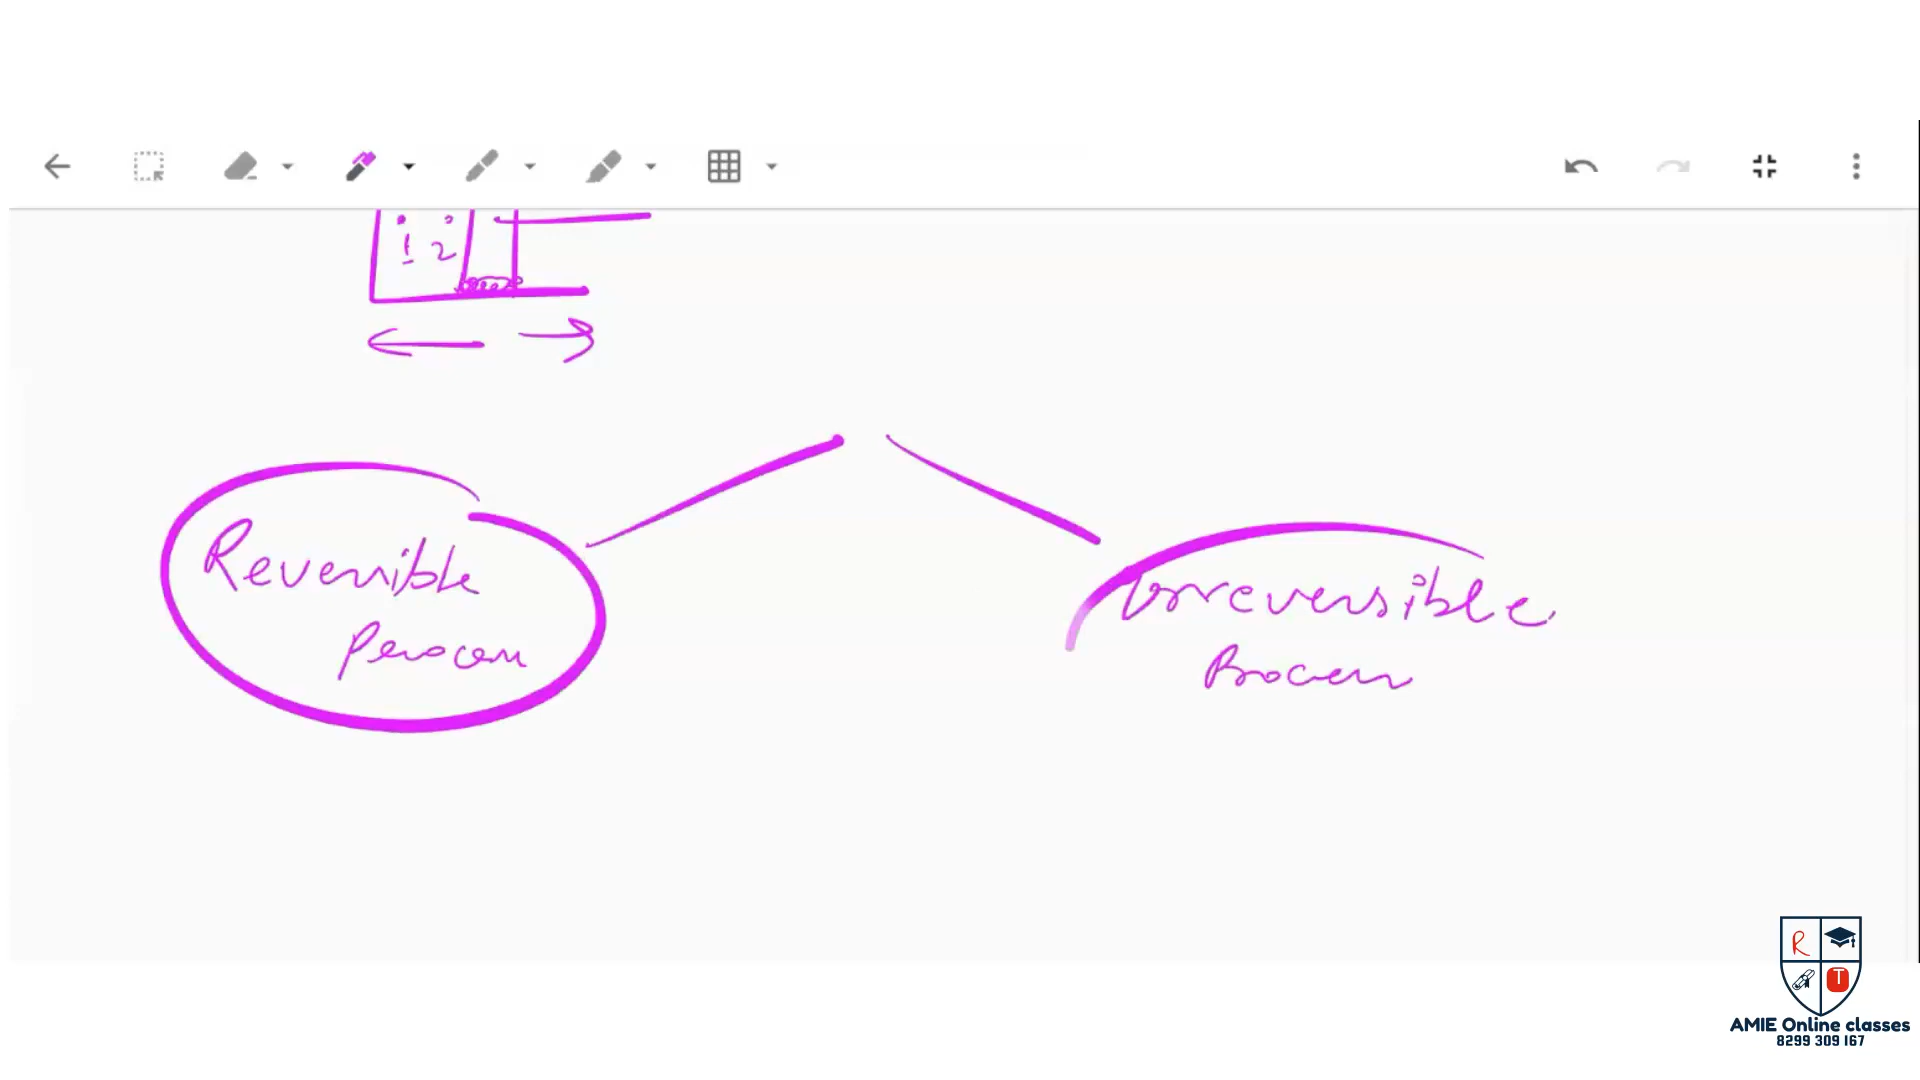 1 2
Reversible
Process
Irreversible
Process
R
T
AMIE Online classes
8299 309 167